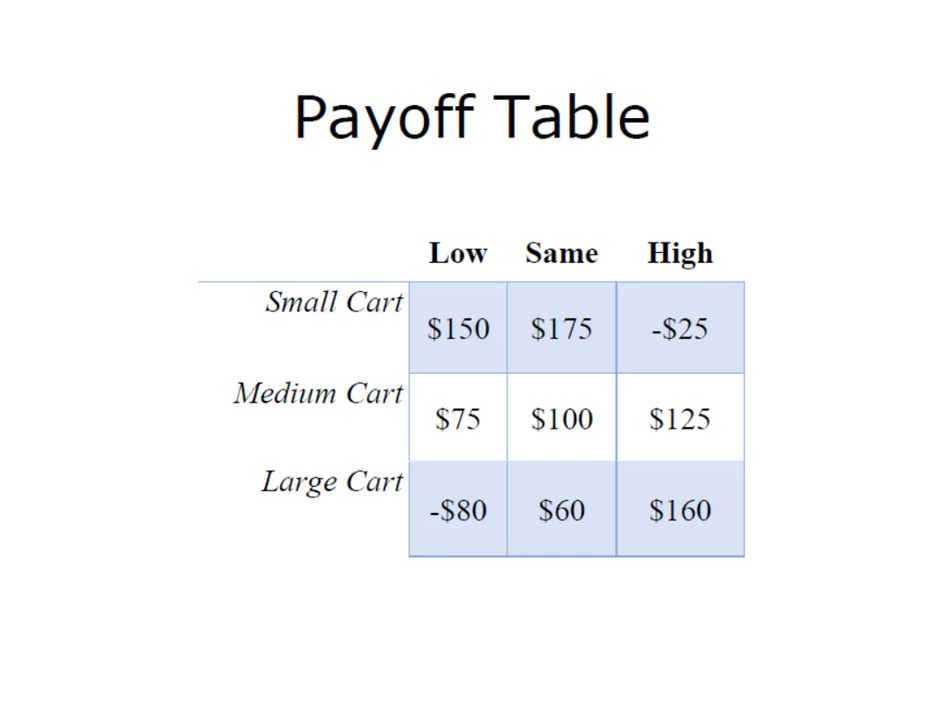 Payoff Table
Low Same High
Small Cart
$150 $175 -$25
Medium Cart
$75 $100 $125
Large Cart
-$80 $60 $160